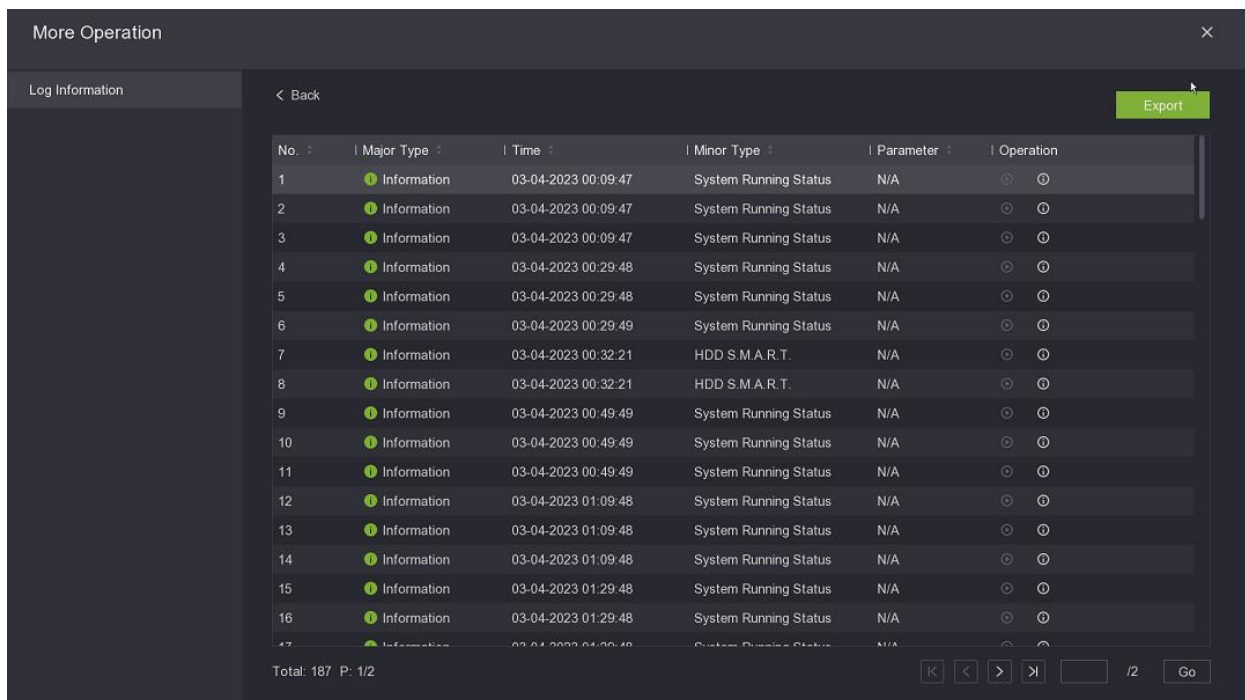 More Operation
Log Information
Back
Export
No. Major Type Time Minor Type Parameter Operation
1 Information 03-04-2023 00:09:47 System Running Status N/A
2 Information 03-04-2023 00:09:47 System Running Status N/A
3 Information 03-04-2023 00:09:47 System Running Status N/A
4 Information 03-04-2023 00:29:48 System Running Status N/A
5 Information 03-04-2023 00:29:48 System Running Status N/A
6 Information 03-04-2023 00:29:49 System Running Status N/A
7 Information 03-04-2023 00:32:21 HDD S.M.A.R.T. N/A
8 Information 03-04-2023 00:32:21 HDD S.M.A.R.T. N/A
9 Information 03-04-2023 00:49:49 System Running Status N/A
10 Information 03-04-2023 00:49:49 System Running Status N/A
11 Information 03-04-2023 00:49:49 System Running Status N/A
12 Information 03-04-2023 01:09:48 System Running Status N/A
13 Information 03-04-2023 01:09:48 System Running Status N/A
14 Information 03-04-2023 01:09:48 System Running Status N/A
15 Information 03-04-2023 01:29:48 System Running Status N/A
16 Information 03-04-2023 01:29:48 System Running Status N/A
Total: 187 P: 1/2
/2 Go